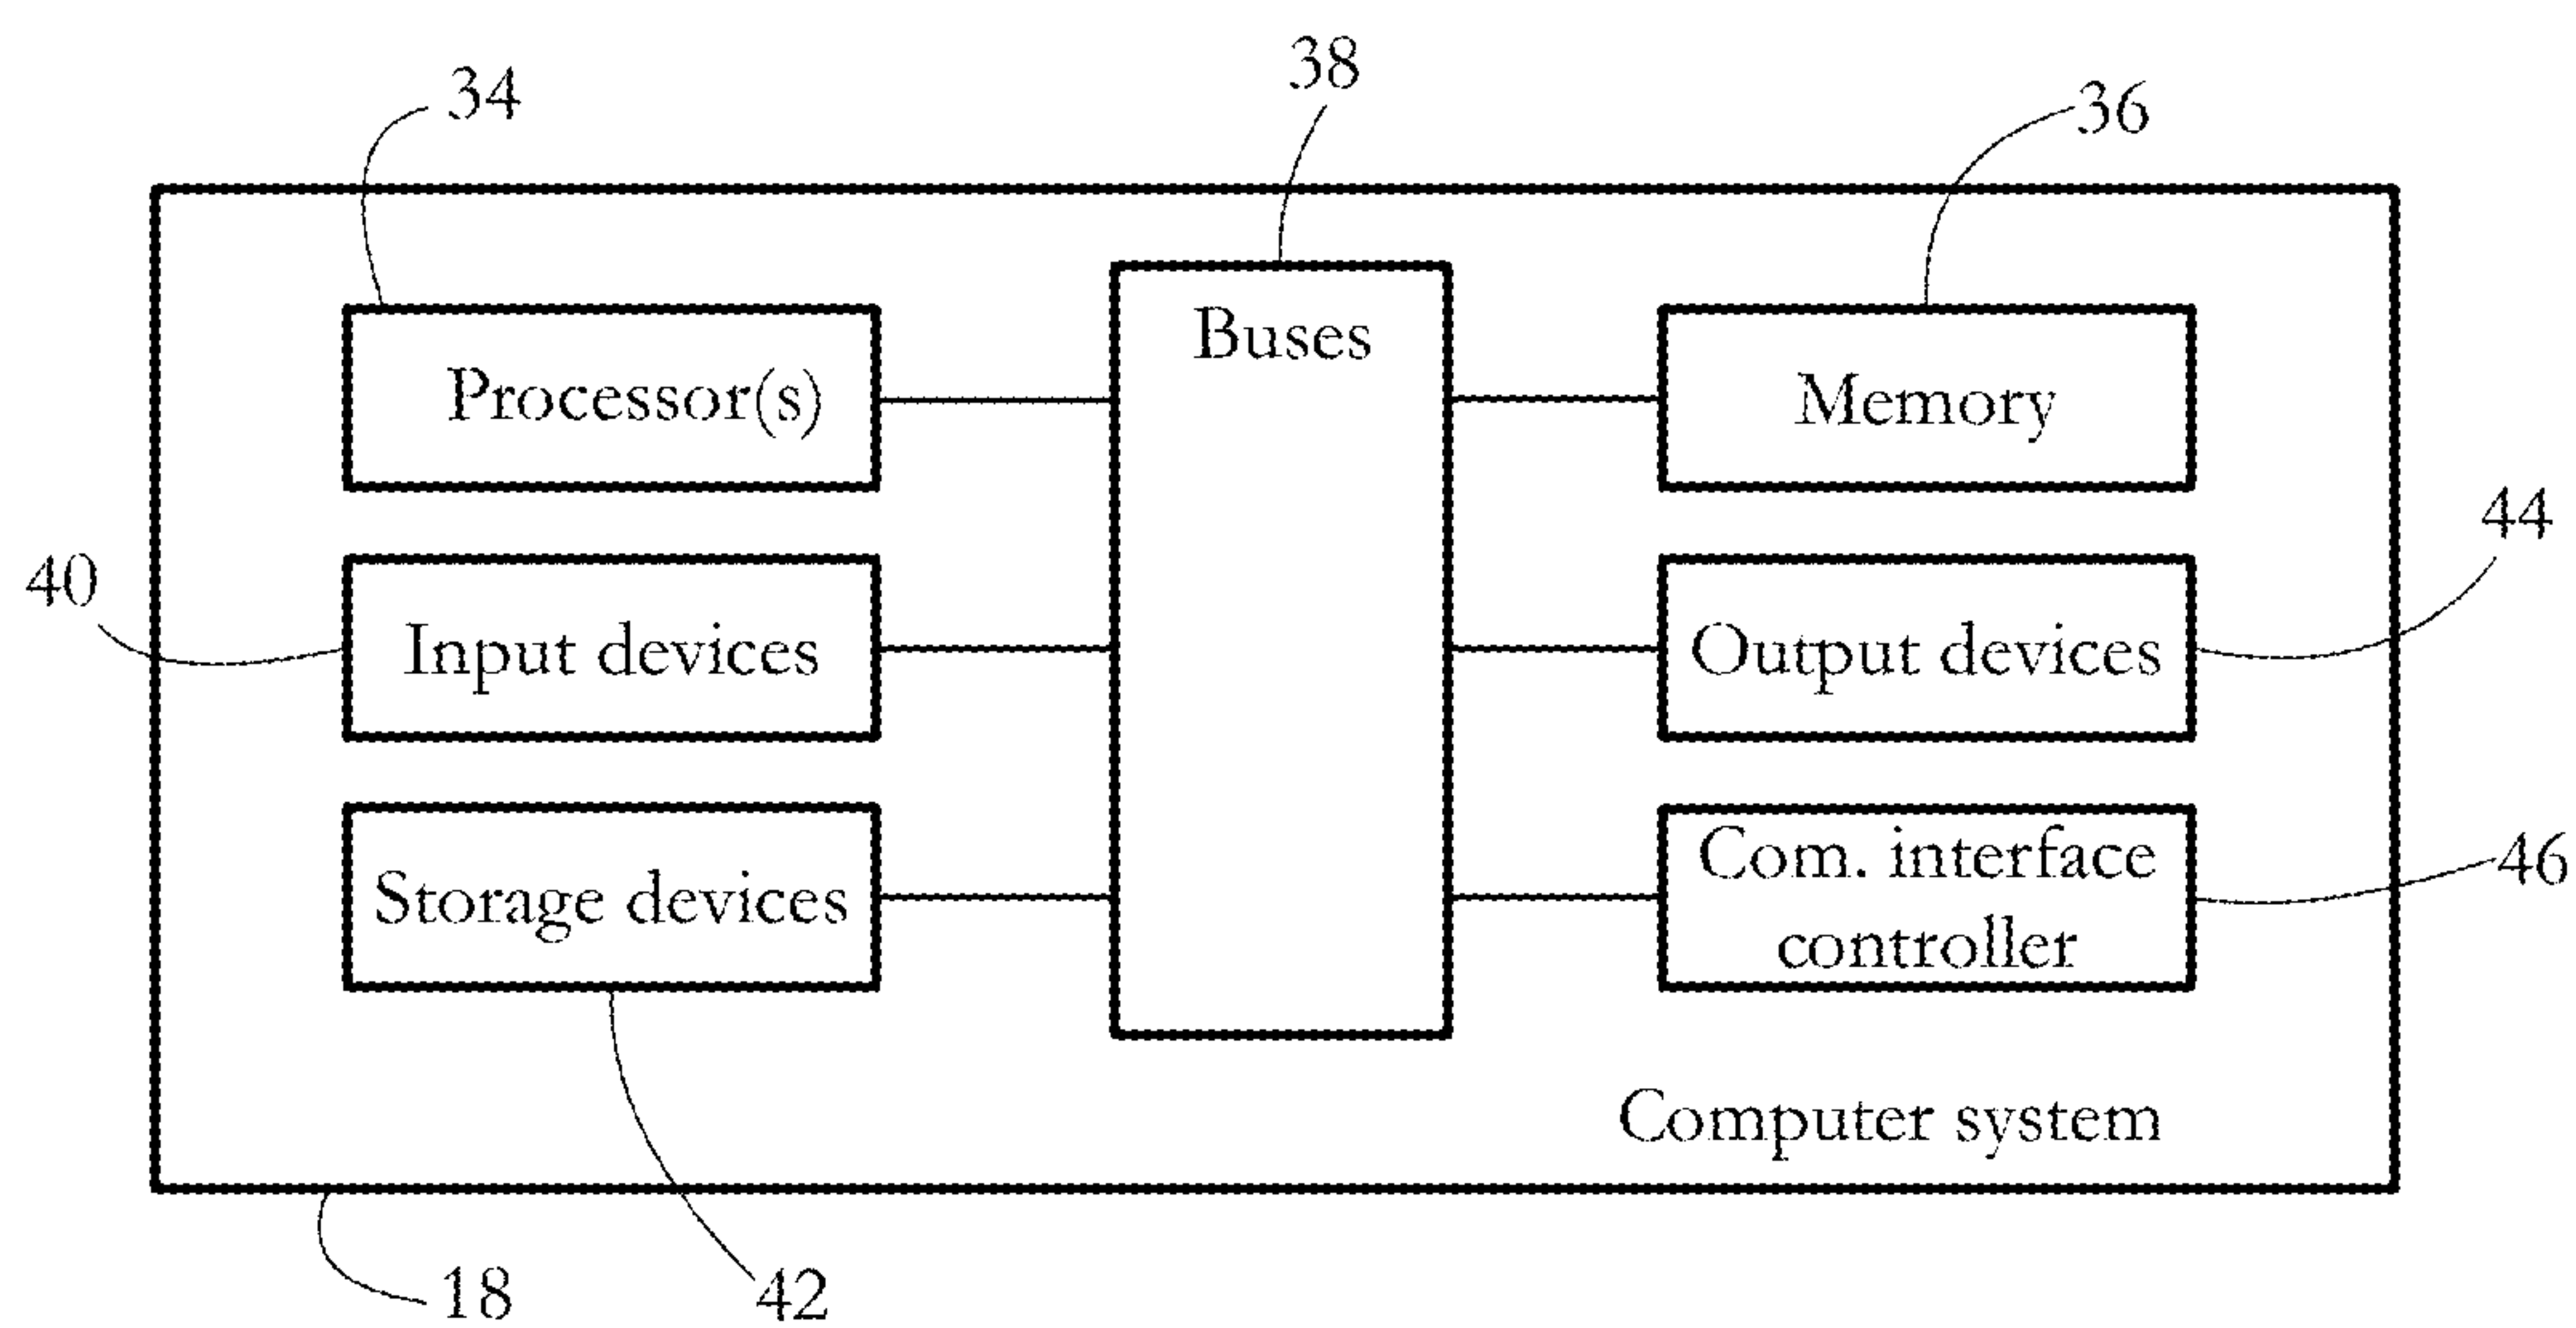 38
34
36
Buses
Processor(s)
Memory
44
40
Input devices
Output devices
Com. interface
controller
46
Storage devices
Computer system
18
42